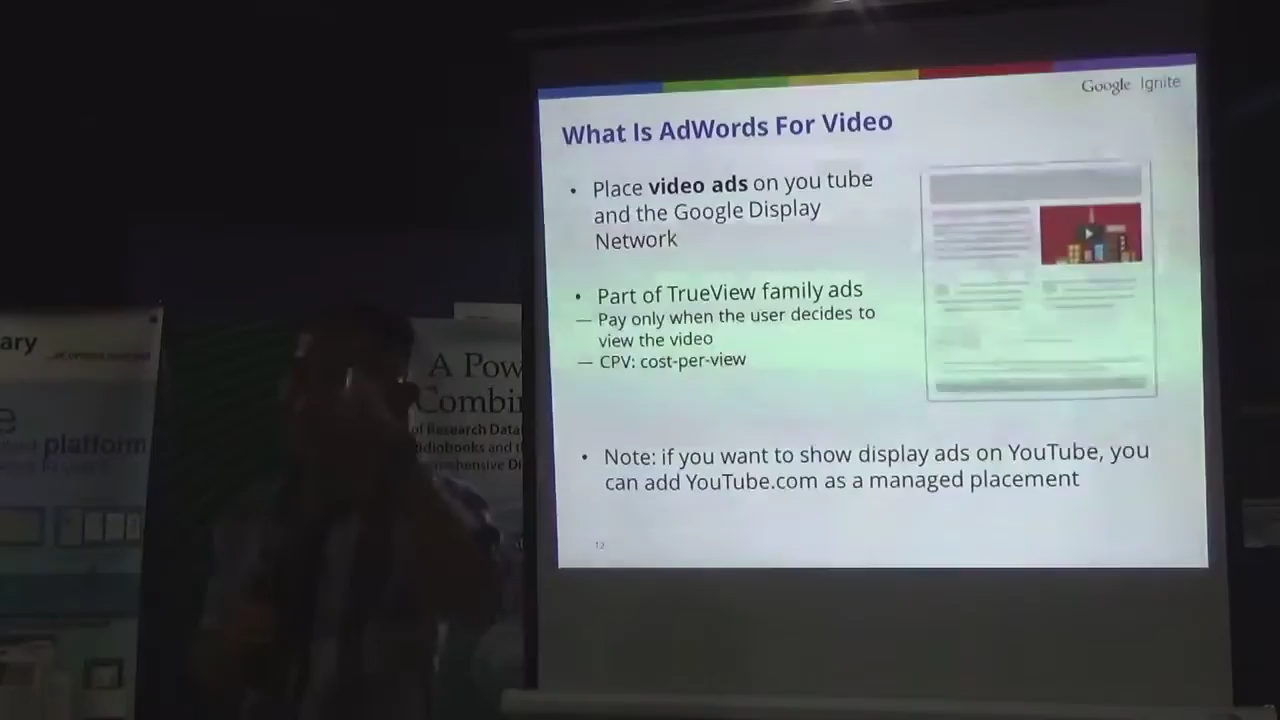 Google Ignite
What Is AdWords For Video
• Place video ads on you tube
and the Google Display
Network
• Part of TrueView family ads
— Pay only when the user decides to
view the video
— CPV: cost-per-view
• Note: if you want to show display ads on YouTube, you
can add YouTube.com as a managed placement
12
ary
e
platform
A Pow
Combi
of Research Data
diobooks and t